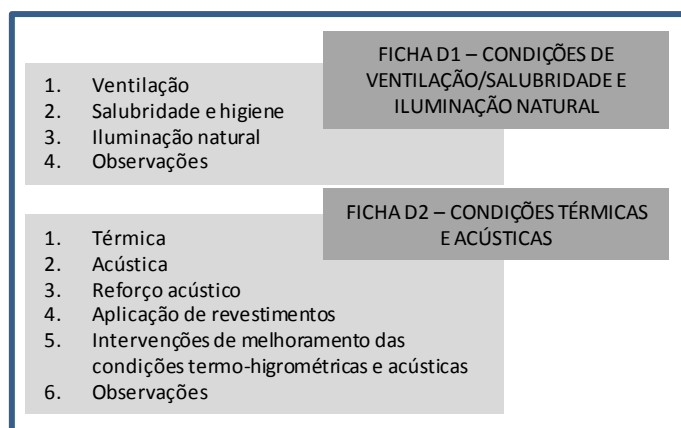 FICHA D1 – CONDIÇÕES DE
VENTILAÇÃO/SALUBRIDADE E
ILUMINAÇÃO NATURAL
1. Ventilação
2. Salubridade e higiene
3. Iluminação natural
4. Observações
FICHA D2 – CONDIÇÕES TÉRMICAS
E ACÚSTICAS
1. Térmica
2. Acústica
3. Reforço acústico
4. Aplicação de revestimentos
5. Intervenções de melhoramento das
condições termo-higrométricas e acústicas
6. Observações